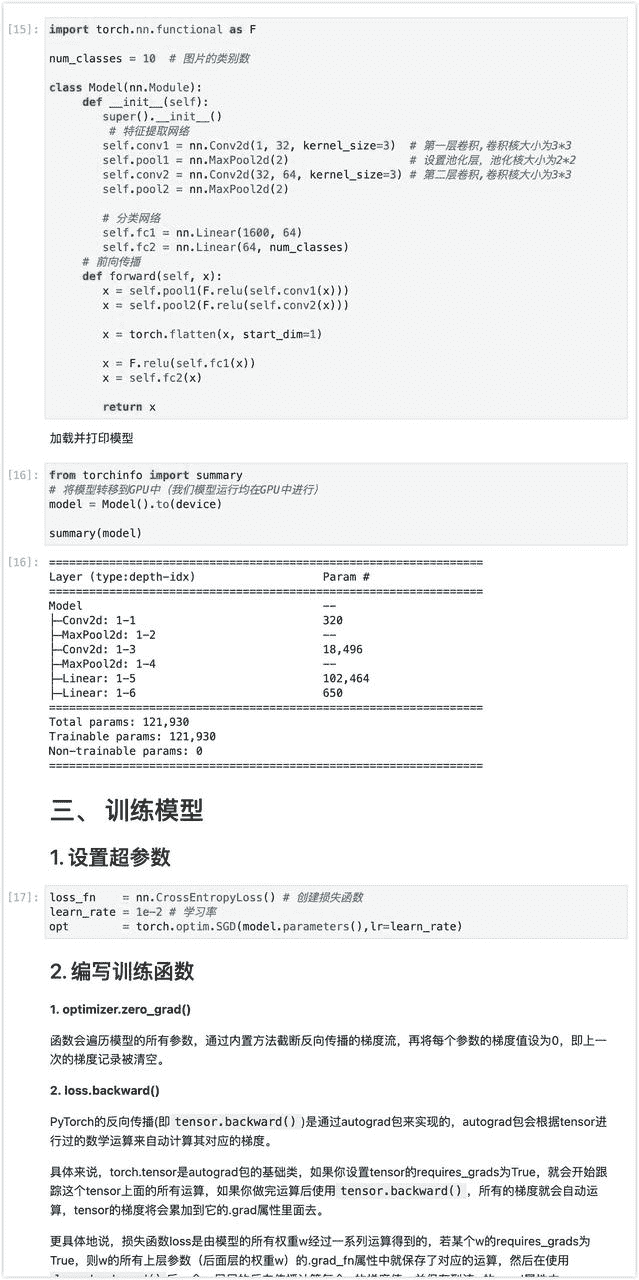 [15]: import torch.nn.functional as F
num_classes = 10  # 图片的类别数
class Model(nn.Module):
def __init__(self):
super().__init__()
# 特征提取网络
self.conv1 = nn.Conv2d(1, 32, kernel_size=3)  # 第一层卷积,卷积核大小为3*3
self.pool1 = nn.MaxPool2d(2)                  # 设置池化层，池化核大小为2*2
self.conv2 = nn.Conv2d(32, 64, kernel_size=3) # 第二层卷积,卷积核大小为3*3
self.pool2 = nn.MaxPool2d(2)
# 分类网络
self.fc1 = nn.Linear(1600, 64)
self.fc2 = nn.Linear(64, num_classes)
# 前向传播
def forward(self, x):
x = self.pool1(F.relu(self.conv1(x)))
x = self.pool2(F.relu(self.conv2(x)))
x = torch.flatten(x, start_dim=1)
x = F.relu(self.fc1(x))
x = self.fc2(x)
return x
加载并打印模型
[16]: from torchinfo import summary
# 将模型转移到GPU中（我们模型运行均在GPU中进行）
model = Model().to(device)
summary(model)
[16]: =================================================================
Layer (type:depth-idx)                   Param #
=================================================================
Model                                    --
├─Conv2d: 1-1                            320
├─MaxPool2d: 1-2                         --
├─Conv2d: 1-3                            18,496
├─MaxPool2d: 1-4                         --
├─Linear: 1-5                            102,464
├─Linear: 1-6                            650
=================================================================
Total params: 121,930
Trainable params: 121,930
Non-trainable params: 0
=================================================================
三、 训练模型
1. 设置超参数
[17]: loss_fn    = nn.CrossEntropyLoss() # 创建损失函数
learn_rate = 1e-2 # 学习率
opt        = torch.optim.SGD(model.parameters(),lr=learn_rate)
2. 编写训练函数
1. optimizer.zero_grad()
函数会遍历模型的所有参数，通过内置方法截断反向传播的梯度流，再将每个参数的梯度值设为0，即上一
次的梯度记录被清空。
2. loss.backward()
PyTorch的反向传播(即 tensor.backward() )是通过autograd包来实现的，autograd包会根据tensor进
行过的数学运算来自动计算其对应的梯度。
具体来说，torch.tensor是autograd包的基础类，如果你设置tensor的requires_grads为True，就会开始跟
踪这个tensor上面的所有运算，如果你做完运算后使用 tensor.backward() ，所有的梯度就会自动运
算，tensor的梯度将会累加到它的.grad属性里面去。
更具体地说，损失函数loss是由模型的所有权重w经过一系列运算得到的，若某个w的requires_grads为
True，则w的所有上层参数（后面层的权重w）的.grad_fn属性中就保存了对应的运算，然后在使用